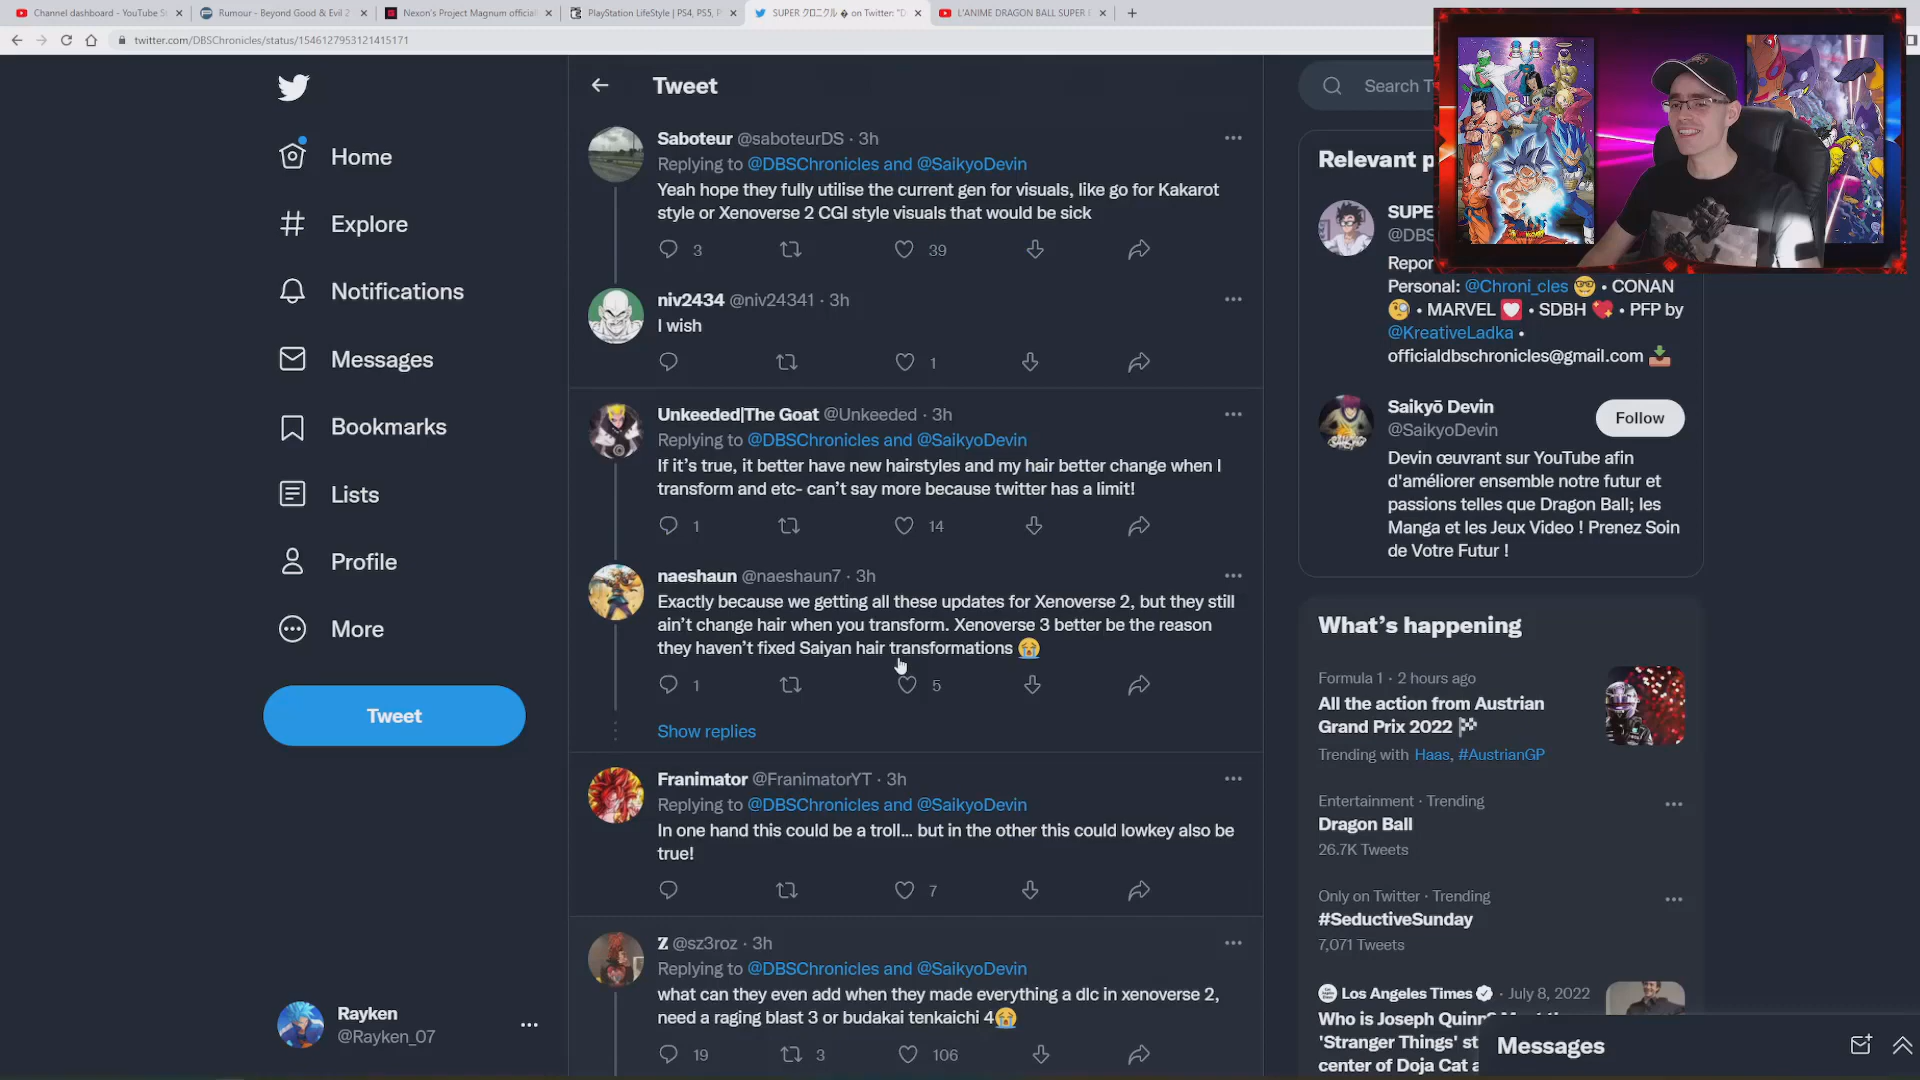 Channel dashboard - YouTube S
Rumour - Beyond Good & Evil 2
Nexon's Project Magnum official
PlayStation LifeStyle | PS4, PS5, P
SUPER クロニクル � on Twitter: "D
L'ANIME DRAGON BALL SUPER
twitter.com/DBSChronicles/status/1546127953121415171
Home
Explore
Notifications
Messages
Bookmarks
Lists
Profile
More
Tweet
Rayken
@Rayken_07
Tweet
Saboteur @saboteurDS · 3h
Replying to @DBSChronicles and @SaikyoDevin
Yeah hope they fully utilise the current gen for visuals, like go for Kakarot
style or Xenoverse 2 CGI style visuals that would be sick
3 39
niv2434 @niv24341 · 3h
I wish
1
Unkeeded|The Goat @Unkeeded · 3h
Replying to @DBSChronicles and @SaikyoDevin
If it's true, it better have new hairstyles and my hair better change when I
transform and etc- can't say more because twitter has a limit!
1 14
naeshaun @naeshaun7 · 3h
Exactly because we getting all these updates for Xenoverse 2, but they still
ain't change hair when you transform. Xenoverse 3 better be the reason
they haven't fixed Saiyan hair transformations 😭
1 5
Show replies
Franimator @FranimatorYT · 3h
Replying to @DBSChronicles and @SaikyoDevin
In one hand this could be a troll... but in the other this could lowkey also be
true!
7
Z @sz3roz · 3h
Replying to @DBSChronicles and @SaikyoDevin
what can they even add when they made everything a dlc in xenoverse 2,
need a raging blast 3 or budakai tenkaichi 4😭
19 3 106
Search T
Relevant p
SUPE
@DBS
Repor
Personal: @Chroni_cles 🤓 • CONAN
🧐 • MARVEL 💟 • SDBH 💖 • PFP by
@KreativeLadka •
officialdbschronicles@gmail.com 📥
Saikyō Devin
@SaikyoDevin
Follow
Devin œuvrant sur YouTube afin
d'améliorer ensemble notre futur et
passions telles que Dragon Ball; les
Manga et les Jeux Video ! Prenez Soin
de Votre Futur !
What's happening
Formula 1 · 2 hours ago
All the action from Austrian
Grand Prix 2022 🏁
Trending with Haas, #AustrianGP
Entertainment · Trending
Dragon Ball
26.7K Tweets
Only on Twitter · Trending
#SeductiveSunday
7,071 Tweets
Los Angeles Times · July 8, 2022
Who is Joseph Quinn?
'Stranger Things' st
center of Doja Cat a
Messages